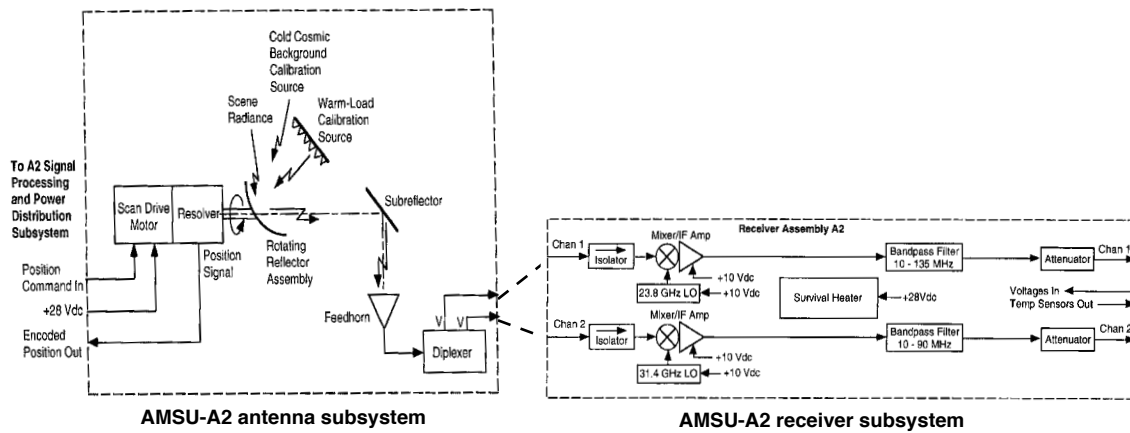 Cold Cosmic
Background
Calibration
Source
Scene
Radiance
Warm-Load
Calibration
Source
To A2 Signal
Processing
and Power
Distribution
Subsystem
Scan Drive
Motor
Resolver
Subreflector
Rotating
Reflector
Assembly
Position
Signal
Position
Command In
+28 Vdc
Encoded
Position Out
Feedhorn
V
V
Diplexer
AMSU-A2 antenna subsystem
Receiver Assembly A2
Chan 1
Isolator
Mixer/IF Amp
+10 Vdc
23.8 GHz LO
+10 Vdc
Bandpass Filter
10 - 135 MHz
Attenuator
Chan 1
Survival Heater
+28Vdc
Voltages In
Temp Sensors Out
Chan 2
Isolator
Mixer/IF Amp
+10 Vdc
31.4 GHz LO
+10 Vdc
Bandpass Filter
10 - 90 MHz
Attenuator
Chan 2
AMSU-A2 receiver subsystem